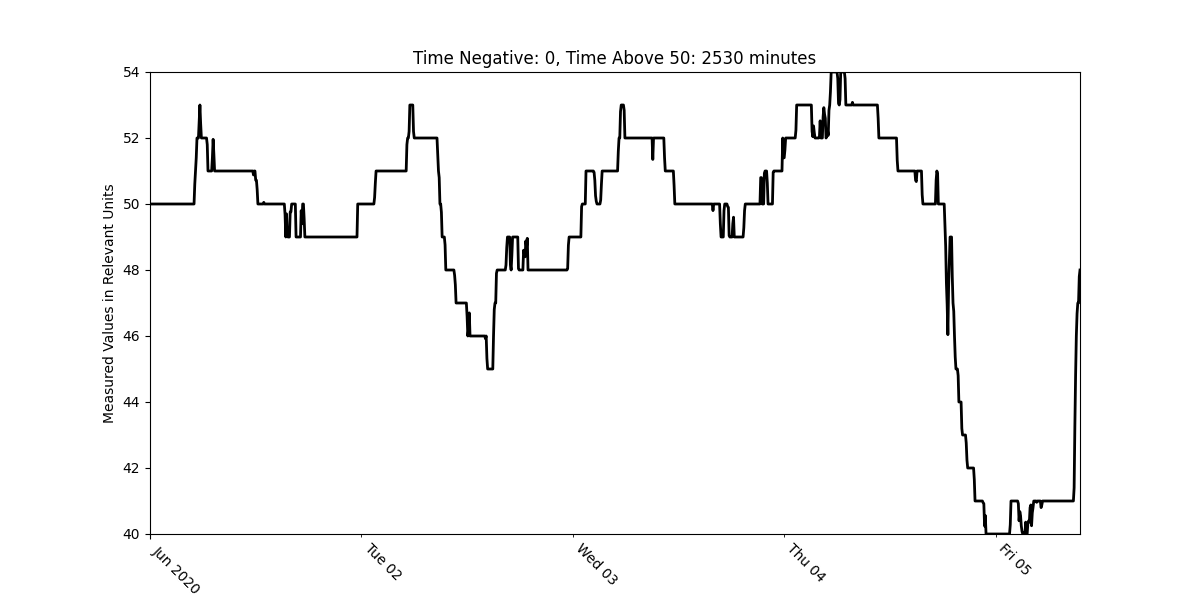 Time Negative: 0, Time Above 50: 2530 minutes
Measured Values in Relevant Units
54
52
50
48
46
44
42
40
Jun 2020
Tue 02
Wed 03
Thu 04
Fri 05